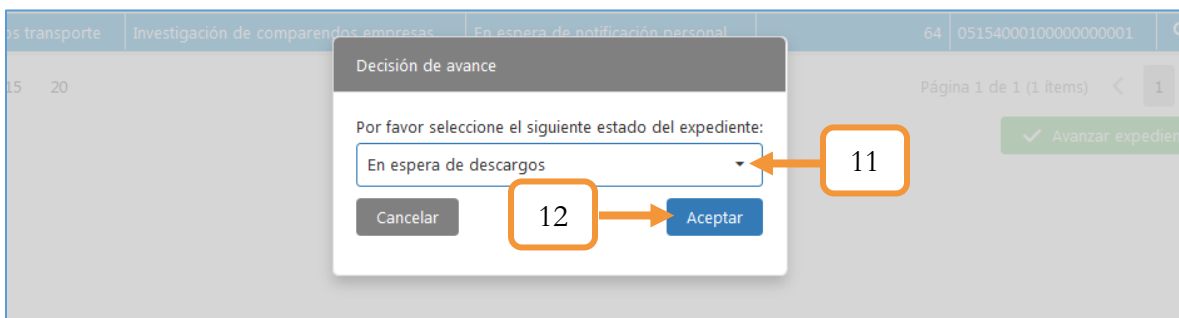 os transporte Investigación de comparendos empresas En espera de notificación personal 64 05154000100000000001
15 20 Página 1 de 1 (1 ítems) < 1
Avanzar expedien
Decisión de avance
Por favor seleccione el siguiente estado del expediente:
En espera de descargos 11
Cancelar 12 Aceptar